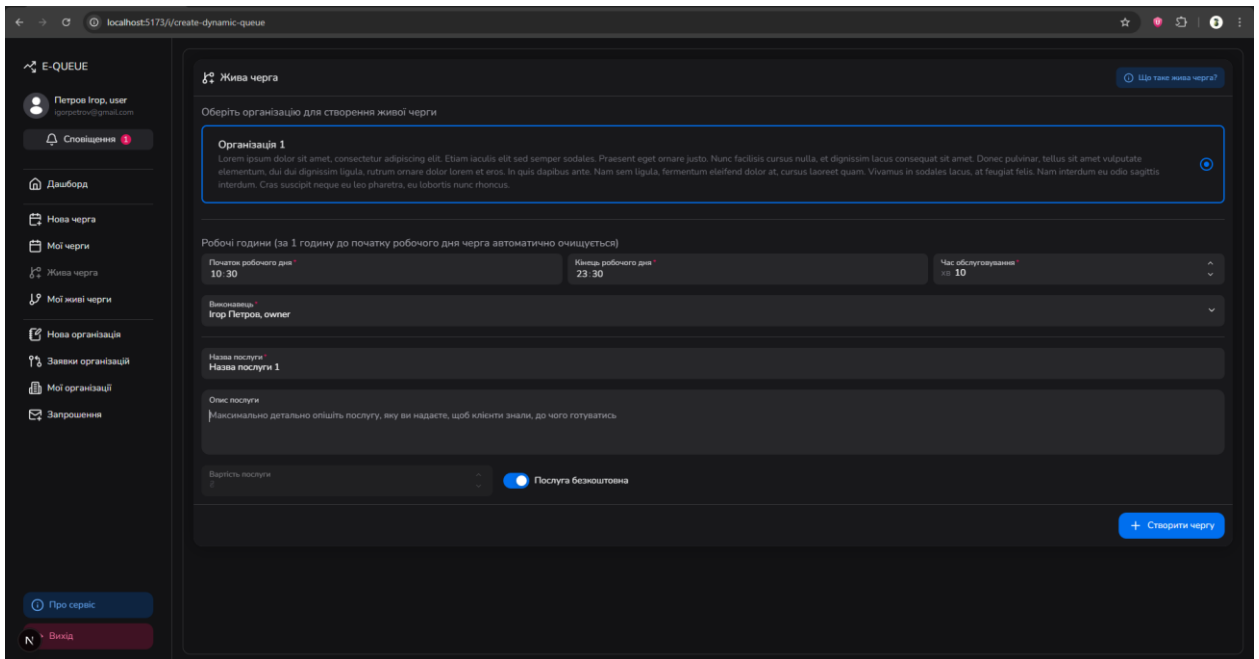 localhost:5173/i/create-dynamic-queue
E-QUEUE
Петров Ігор, user
igorpetrov@gmail.com
Сповіщення 1
Дашборд
Нова черга
Мої черги
Жива черга
Мої живі черги
Нова організація
Заявки організацій
Мої організації
Запрошення
Про сервіс
N
Вихід
Жива черга
Що таке жива черга?
Оберіть організацію для створення живої черги
Організація 1
Lorem ipsum dolor sit amet, consectetur adipiscing elit. Etiam iaculis elit sed semper sodales. Praesent eget ornare justo. Nunc facilisis cursus nulla, et dignissim lacus consequat sit amet. Donec pulvinar, tellus sit amet vulputate
elementum, dui dui dignissim ligula, rutrum ornare dolor lorem et eros. In quis dapibus ante. Nam sem ligula, fermentum eleifend dolor at, cursus laoreet quam. Vivamus in sodales lacus, at feugiat felis. Nam interdum eu odio sagittis
interdum. Cras suscipit neque eu leo pharetra, eu lobortis nunc rhoncus.
Робочі години (за 1 годину до початку робочого дня черга автоматично очищується)
Початок робочого дня*
10:30
Кінець робочого дня*
23:30
Час обслуговування*
хв 10
Виконавець*
Ігор Петров, owner
Назва послуги*
Назва послуги 1
Опис послуги
Максимально детально опишіть послугу, яку ви надаєте, щоб клієнти знали, до чого готуватись
Вартість послуги
₴
Послуга безкоштовна
+ Створити чергу